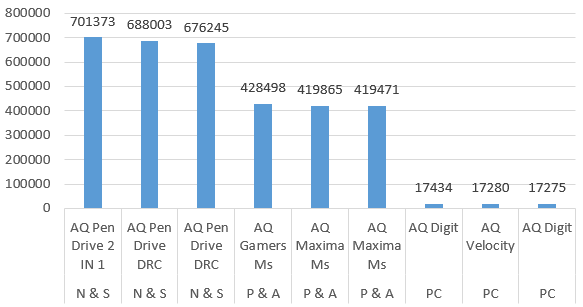 800000
700000
600000
500000
400000
300000
200000
100000
0
701373
688003
676245
428498
419865
419471
17434
17280
17275
AQ Pen
Drive 2
IN 1
AQ Pen
Drive
DRC
AQ Pen
Drive
DRC
AQ
Gamers
Ms
AQ
Maxima
Ms
AQ
Maxima
Ms
AQ Digit
AQ
Velocity
AQ Digit
N & S
N & S
N & S
P & A
P & A
P & A
PC
PC
PC